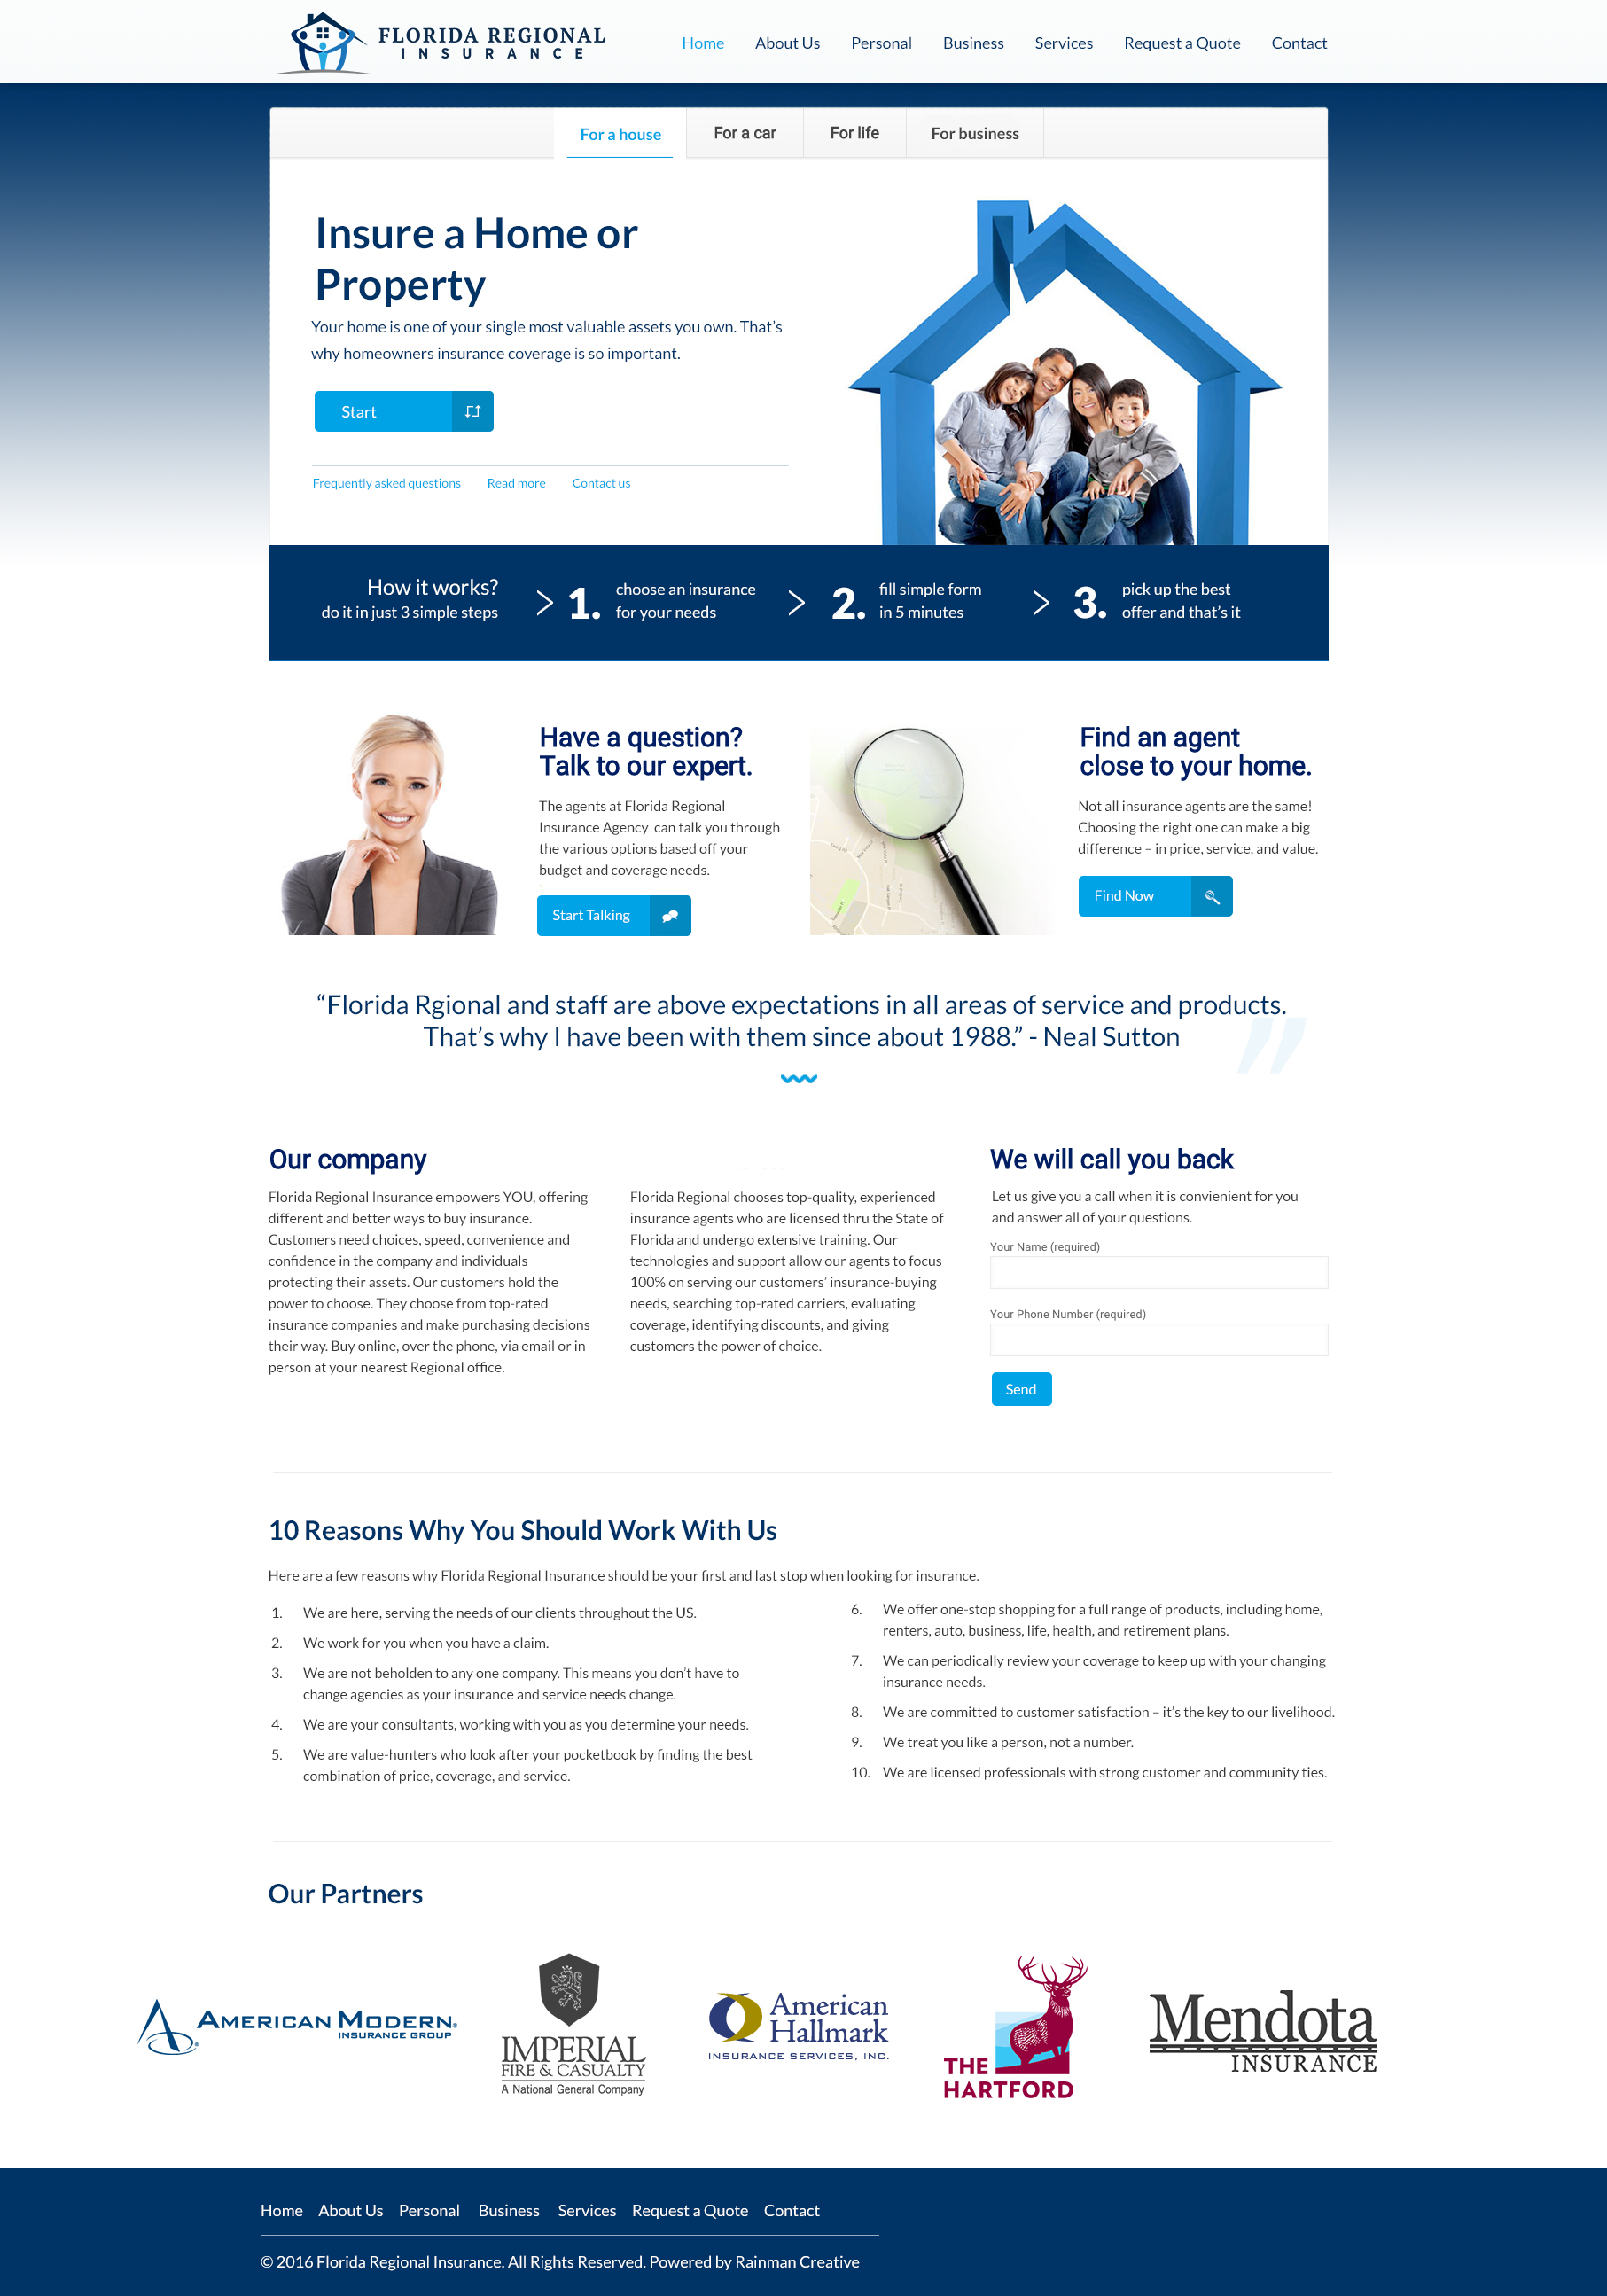 FLORIDA REGIONAL
INSURANCE
Home About Us Personal Business Services Request a Quote Contact
For a house For a car For life For business
Insure a Home or
Property
Your home is one of your single most valuable assets you own. That's
why homeowners insurance coverage is so important.
Start
Frequently asked questions Read more Contact us
How it works?
do it in just 3 simple steps
1. choose an insurance
for your needs
2. fill simple form
in 5 minutes
3. pick up the best
offer and that's it
Have a question?
Talk to our expert.
The agents at Florida Regional
Insurance Agency can talk you through
the various options based off your
budget and coverage needs.
Start Talking
Find an agent
close to your home.
Not all insurance agents are the same!
Choosing the right one can make a big
difference – in price, service, and value.
Find Now
“Florida Rgional and staff are above expectations in all areas of service and products.
That’s why I have been with them since about 1988.” - Neal Sutton
Our company
Florida Regional Insurance empowers YOU, offering
different and better ways to buy insurance.
Customers need choices, speed, convenience and
confidence in the company and individuals
protecting their assets. Our customers hold the
power to choose. They choose from top-rated
insurance companies and make purchasing decisions
their way. Buy online, over the phone, via email or in
person at your nearest Regional office.
Florida Regional chooses top-quality, experienced
insurance agents who are licensed thru the State of
Florida and undergo extensive training. Our
technologies and support allow our agents to focus
100% on serving our customers’ insurance-buying
needs, searching top-rated carriers, evaluating
coverage, identifying discounts, and giving
customers the power of choice.
We will call you back
Let us give you a call when it is convienient for you
and answer all of your questions.
Your Name (required)
Your Phone Number (required)
Send
10 Reasons Why You Should Work With Us
Here are a few reasons why Florida Regional Insurance should be your first and last stop when looking for insurance.
1. We are here, serving the needs of our clients throughout the US.
2. We work for you when you have a claim.
3. We are not beholden to any one company. This means you don’t have to
change agencies as your insurance and service needs change.
4. We are your consultants, working with you as you determine your needs.
5. We are value-hunters who look after your pocketbook by finding the best
combination of price, coverage, and service.
6. We offer one-stop shopping for a full range of products, including home,
renters, auto, business, life, health, and retirement plans.
7. We can periodically review your coverage to keep up with your changing
insurance needs.
8. We are committed to customer satisfaction – it’s the key to our livelihood.
9. We treat you like a person, not a number.
10. We are licensed professionals with strong customer and community ties.
Our Partners
AMERICAN MODERN®
INSURANCE GROUP
IMPERIAL
FIRE & CASUALTY
A National General Company
American
Hallmark
INSURANCE SERVICES, INC.
THE
HARTFORD
Mendota
INSURANCE
Home About Us Personal Business Services Request a Quote Contact
© 2016 Florida Regional Insurance. All Rights Reserved. Powered by Rainman Creative